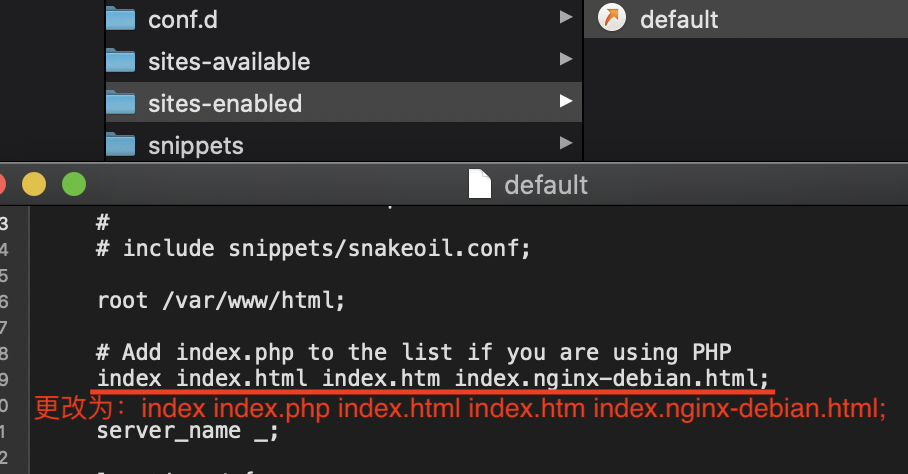 conf.d
default
sites-available
sites-enabled
snippets
default
3 #
4 # include snippets/snakeoil.conf;
5
6 root /var/www/html;
7
8 # Add index.php to the list if you are using PHP
9 index index.html index.htm index.nginx-debian.html;
0 更改为：index index.php index.html index.htm index.nginx-debian.html;
1 server_name _;
2